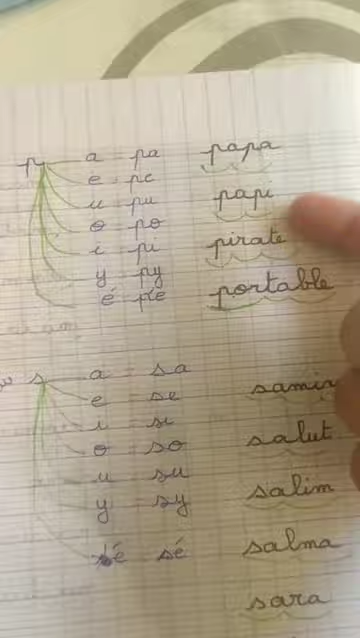 a pa papa
e pe
p u pu papi
o po
i pi pirate
y py
é pé portable
s a sa
e se samir
i si
o so salut
u su
y sy salim
é sé salma
sara